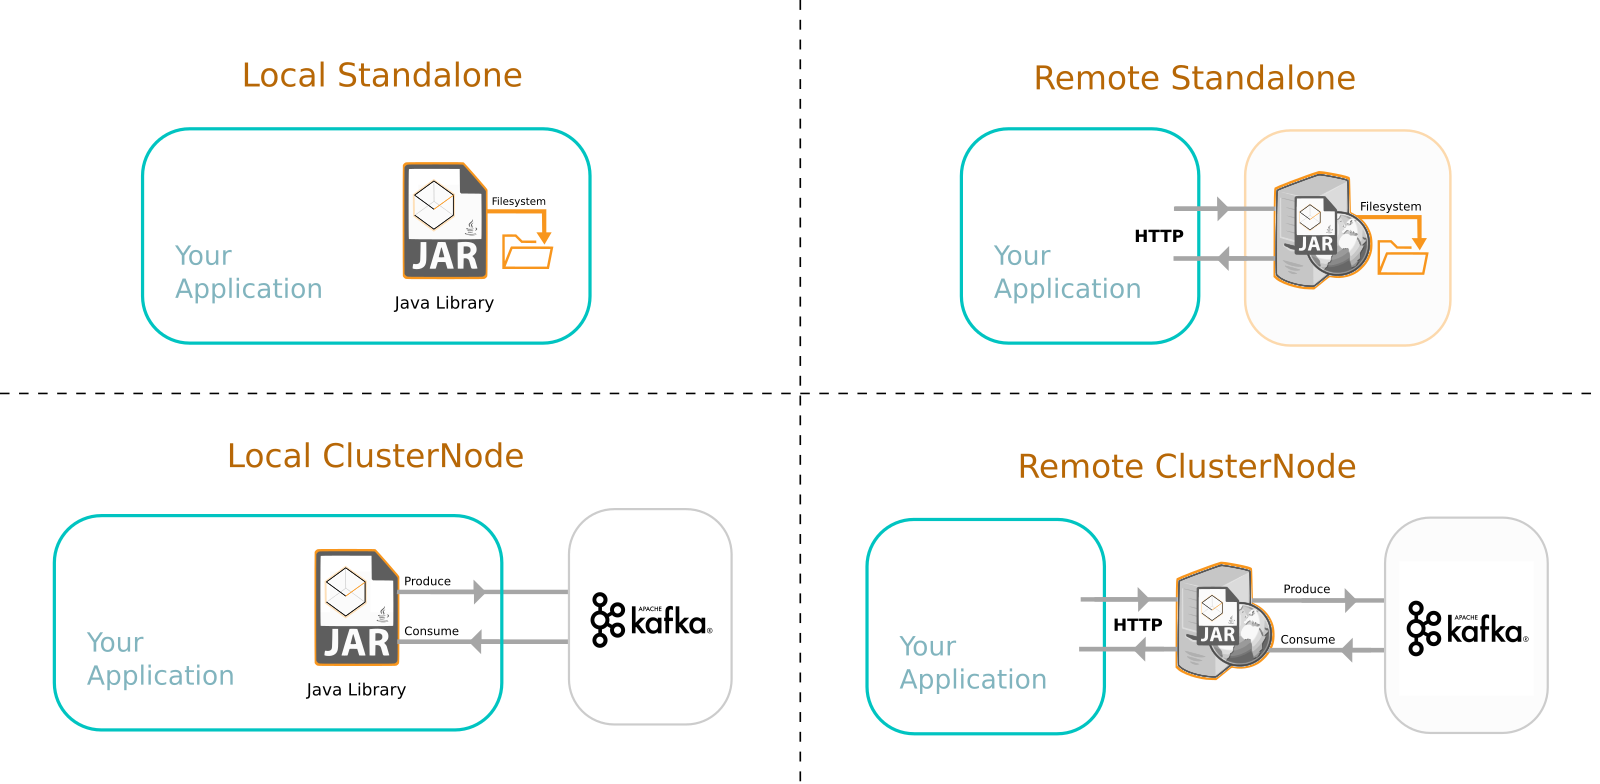 Local Standalone
Filesystem
JAR
Your
Application
Java Library
Remote Standalone
Filesystem
HTTP
JAR
Your
Application
Local ClusterNode
Produce
Consume
JAR
Your
Application
Java Library
APACHE
kafka®
Remote ClusterNode
Produce
HTTP
Consume
JAR
Your
Application
APACHE
kafka®